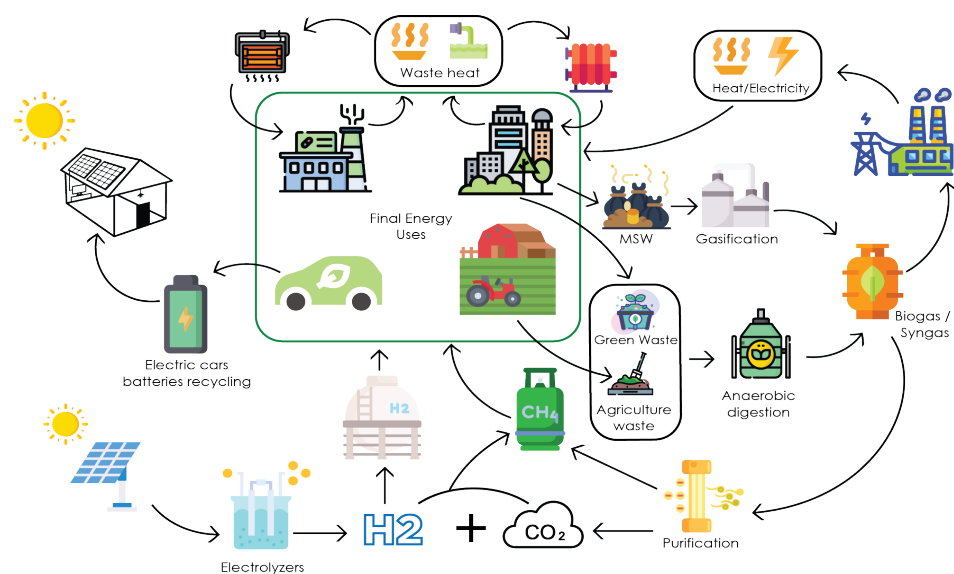 Waste heat
Heat/Electricity
Final Energy
Uses
MSW
Gasification
Biogas /
Syngas
Green Waste
Agriculture
waste
Anaerobic
digestion
Electric cars
batteries recycling
H2
CH4
H2
+
CO2
Purification
Electrolyzers